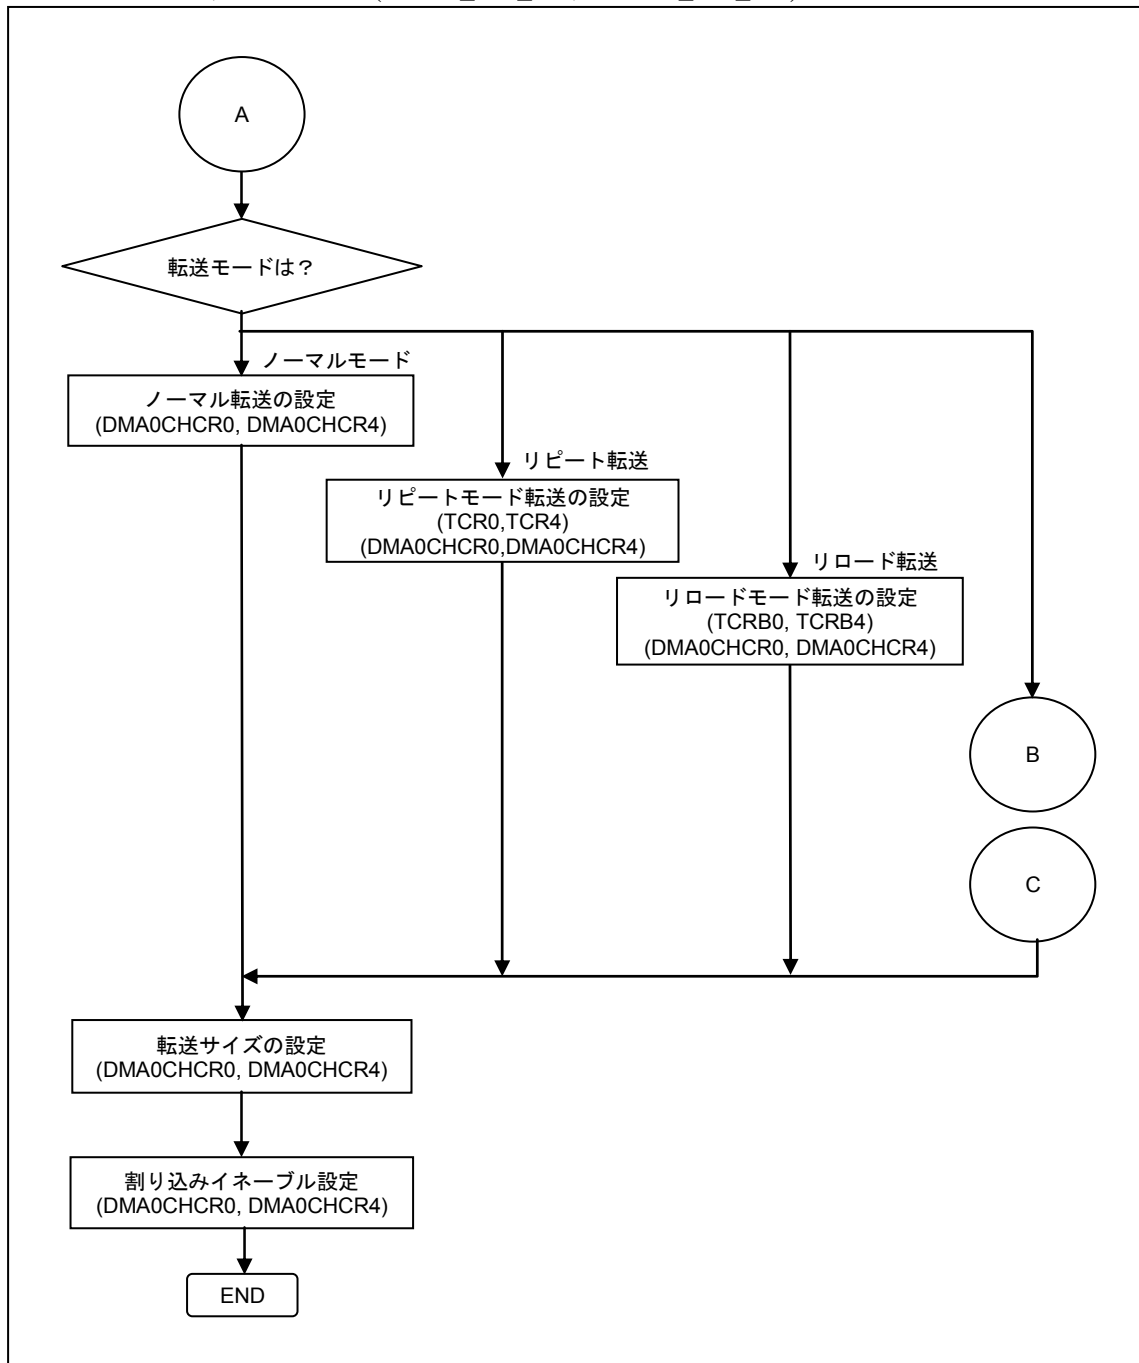 A
転送モードは？
ノーマルモード
ノーマル転送の設定
(DMA0CHCR0, DMA0CHCR4)
リピート転送
リピートモード転送の設定
(TCR0,TCR4)
(DMA0CHCR0,DMA0CHCR4)
リロード転送
リロードモード転送の設定
(TCRB0, TCRB4)
(DMA0CHCR0, DMA0CHCR4)
B
C
転送サイズの設定
(DMA0CHCR0, DMA0CHCR4)
割り込みイネーブル設定
(DMA0CHCR0, DMA0CHCR4)
END